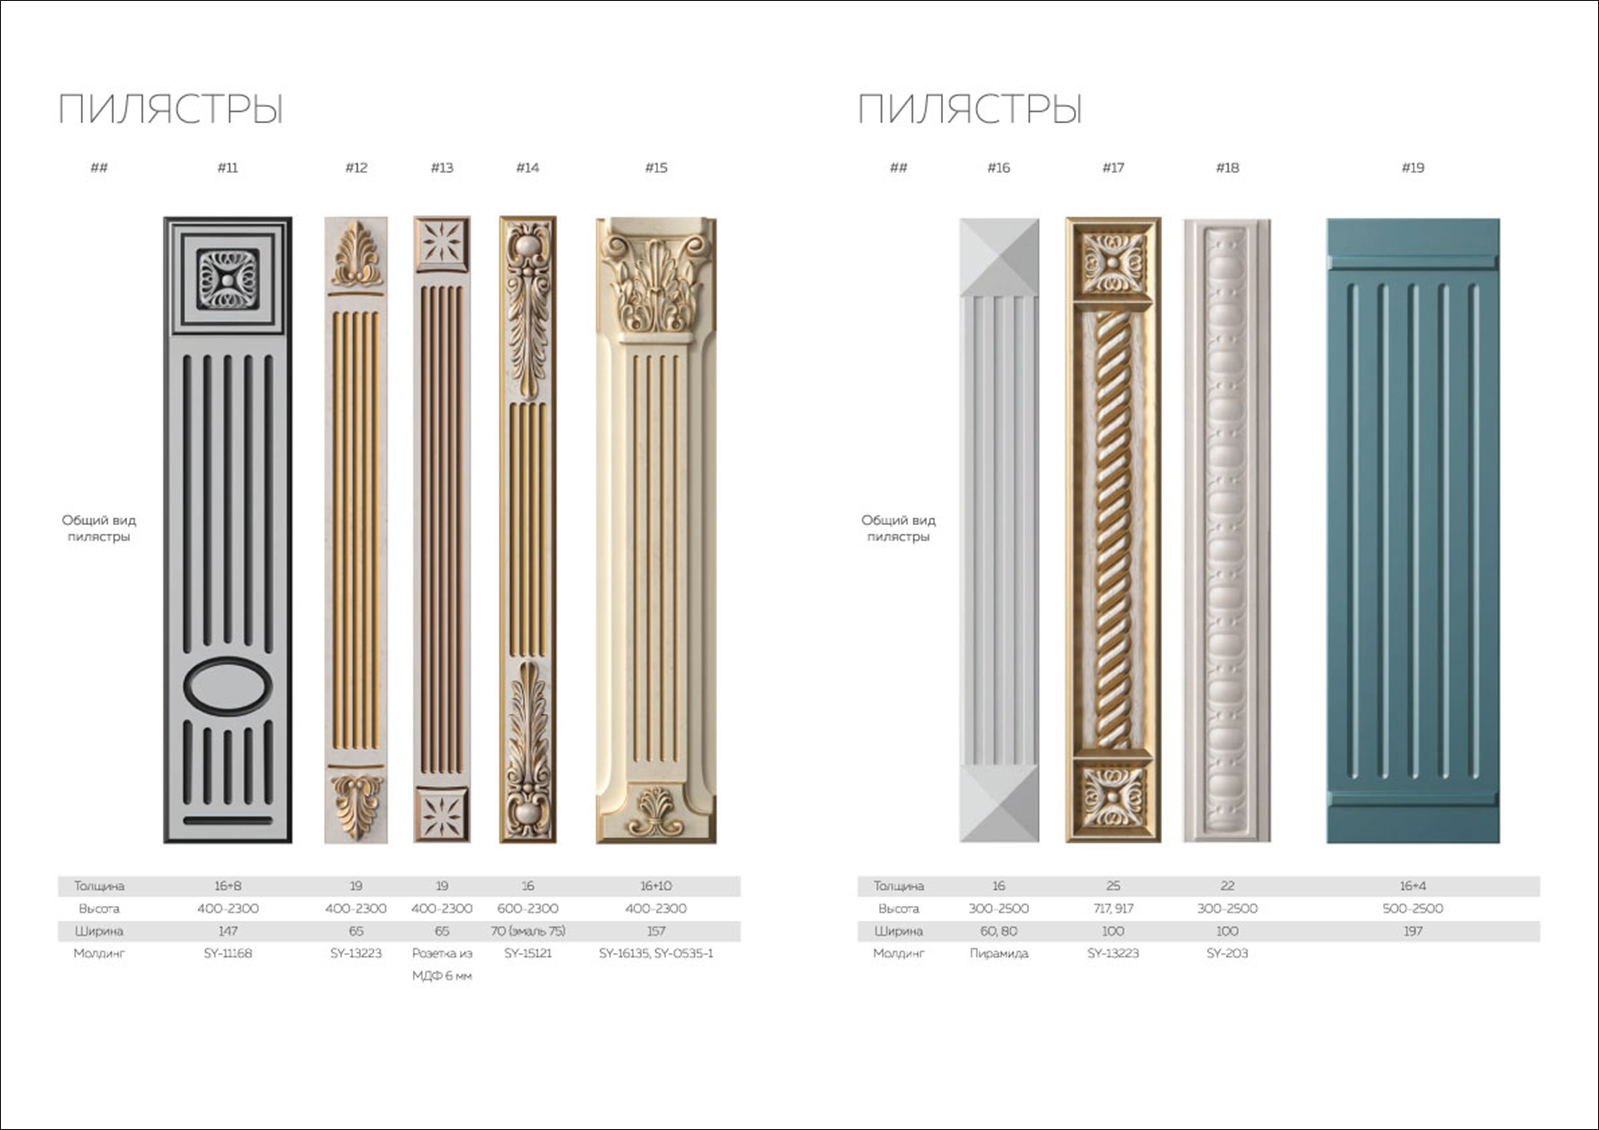 ПИЛЯСТРЫ
## #11 #12 #13 #14 #15
Общий вид
пилястры
Толщина 16+8 19 19 16 16+10
Высота 400-2300 400-2300 400-2300 600-2300 400-2300
Ширина 147 65 65 70 (эмаль 75) 157
Молдинг SY-11168 SY-13223 Розетка из SY-15121 SY-16135, SY-0535-1
МДФ 6 мм
ПИЛЯСТРЫ
## #16 #17 #18 #19
Общий вид
пилястры
Толщина 16 25 22 16+4
Высота 300-2500 717, 917 300-2500 500-2500
Ширина 60, 80 100 100 197
Молдинг Пирамида SY-13223 SY-203